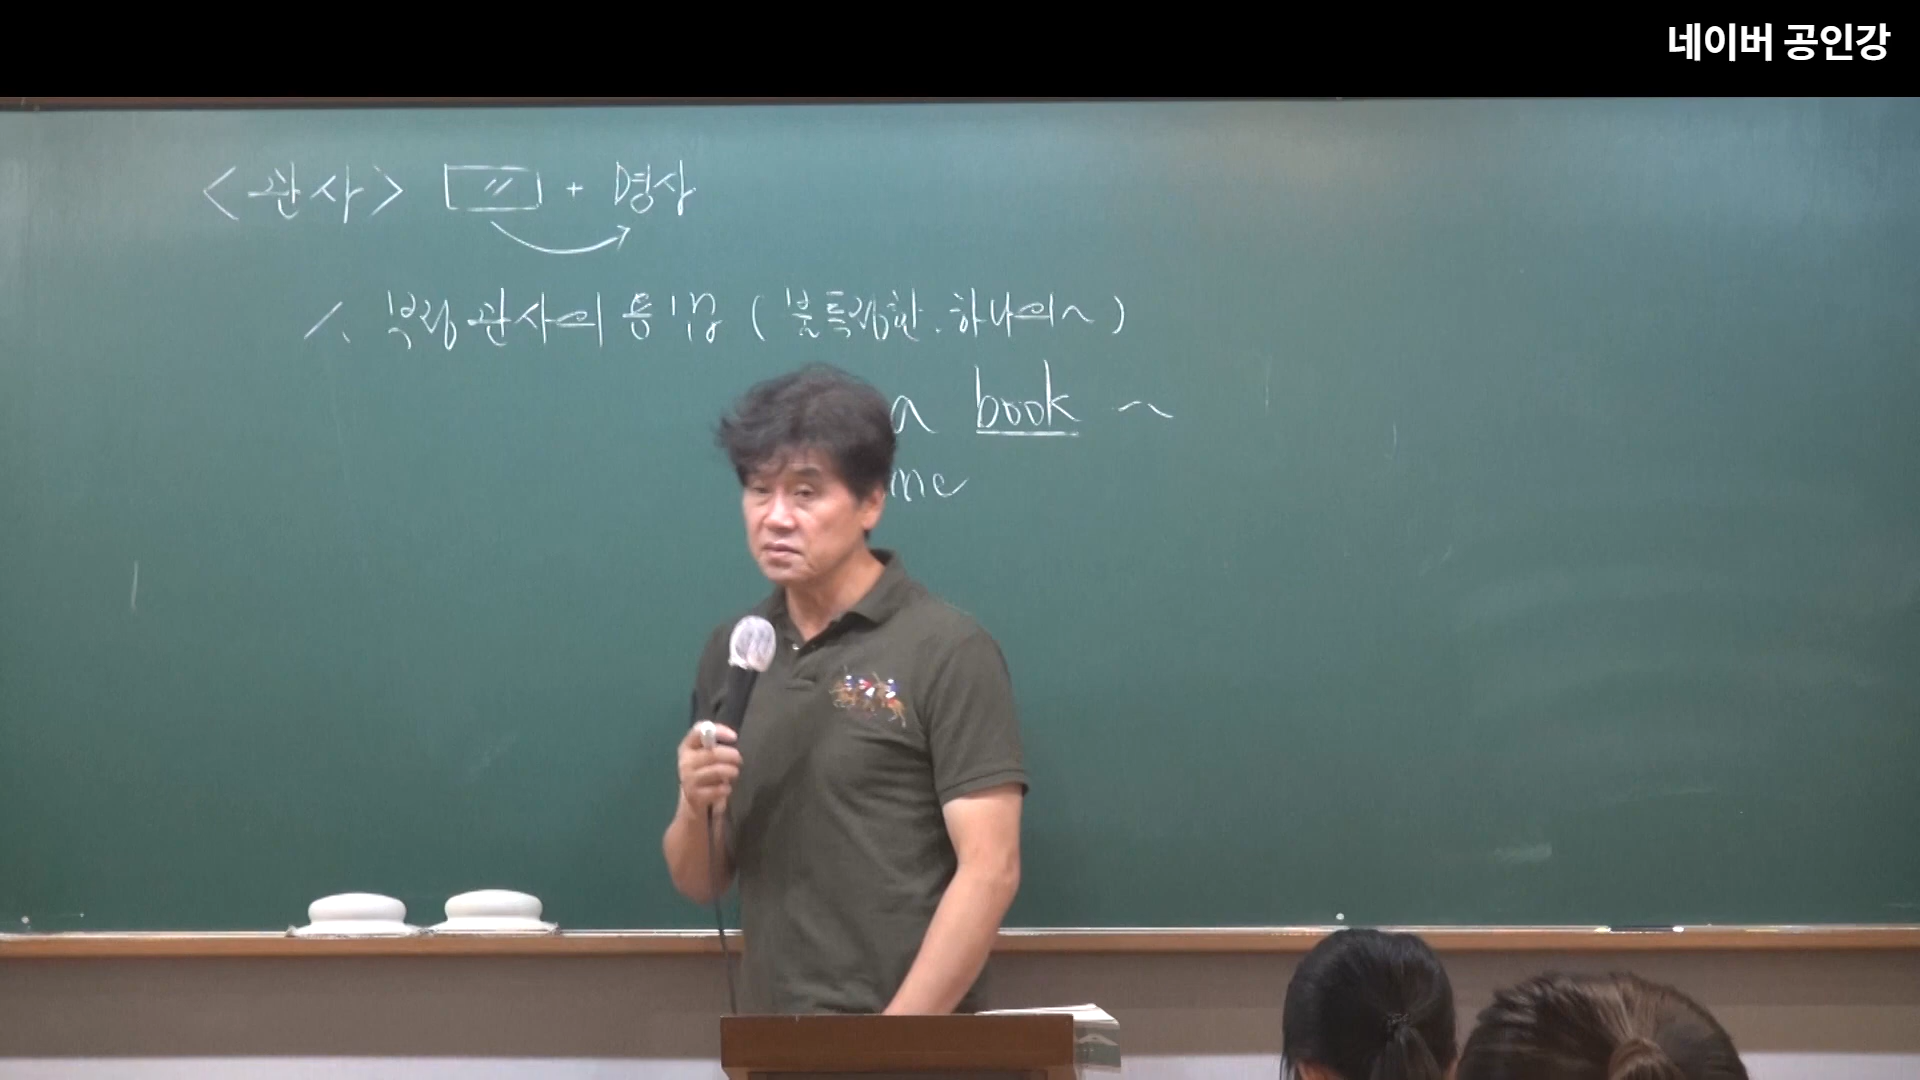 네이버 공인강
<관사> + 명사
1. 부정관사의 용법 (불특정한. 하나의~)
a book ~
me